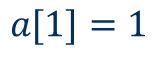 a[1] = 1